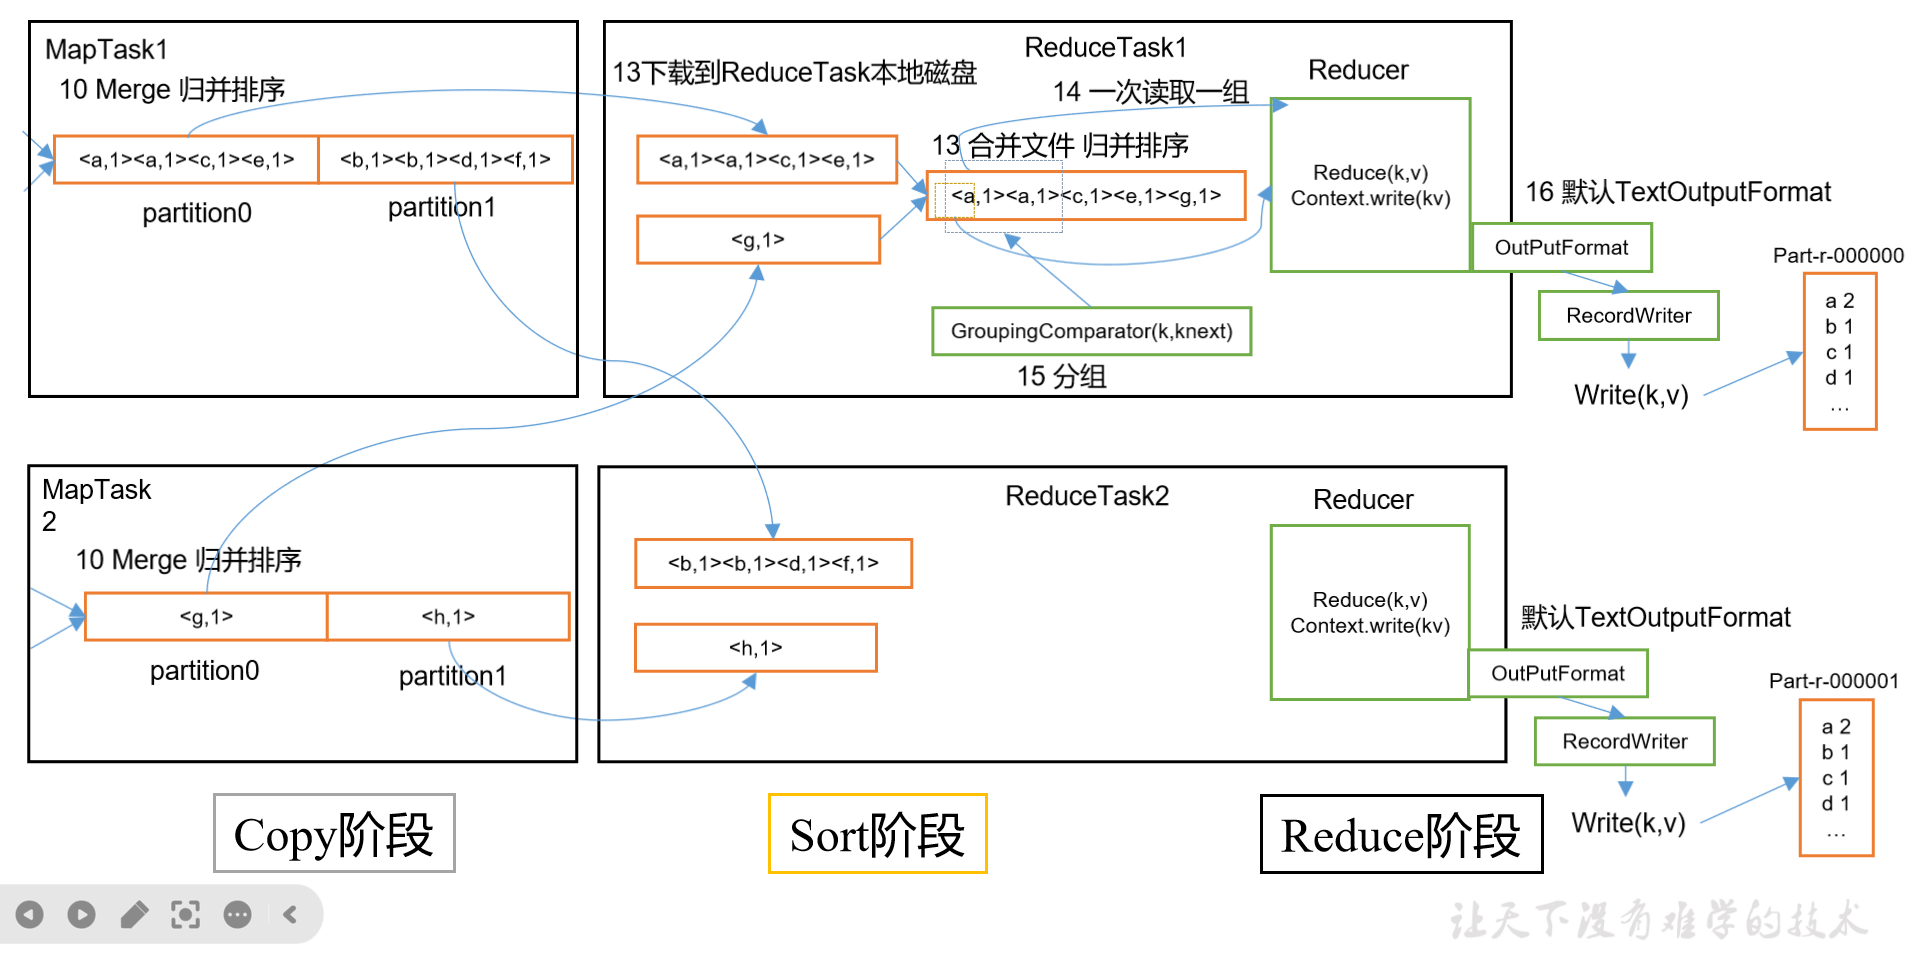 MapTask1
10 Merge 归并排序
<a,1><a,1><c,1><e,1>
<b,1><b,1><d,1><f,1>
partition0
partition1
ReduceTask1
13下载到ReduceTask本地磁盘
Reducer
14 一次读取一组
13 合并文件 归并排序
<a,1><a,1><c,1><e,1>
<a,1><a,1><c,1><e,1><g,1>
<g,1>
Reduce(k,v)
Context.write(kv)
GroupingComparator(k,knext)
15 分组
16 默认TextOutputFormat
OutPutFormat
RecordWriter
Write(k,v)
Part-r-000000
a 2
b 1
c 1
d 1
...
MapTask
2
10 Merge 归并排序
<g,1>
<h,1>
partition0
partition1
ReduceTask2
Reducer
<b,1><b,1><d,1><f,1>
<h,1>
Reduce(k,v)
Context.write(kv)
默认TextOutputFormat
OutPutFormat
RecordWriter
Write(k,v)
Part-r-000001
a 2
b 1
c 1
d 1
...
Copy阶段
Sort阶段
Reduce阶段
让天下没有难学的技术